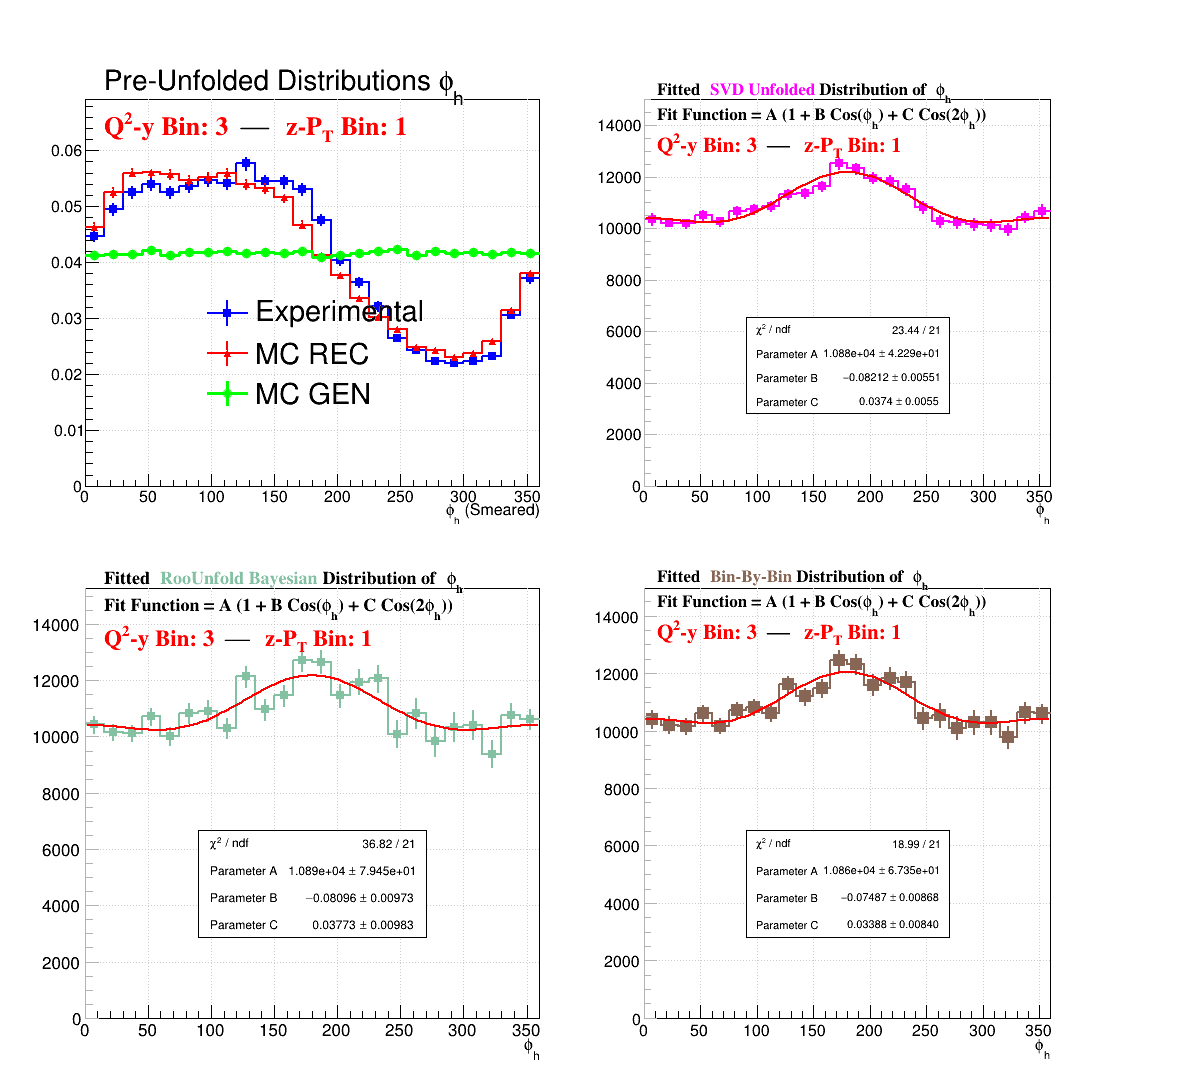 Pre-Unfolded Distributions ϕh
Q²-y Bin: 3 — z-PT Bin: 1
0.06
0.05
0.04
0.03
0.02
0.01
0
Experimental
MC REC
MC GEN
0 50 100 150 200 250 300 350
ϕh (Smeared)
Fitted SVD Unfolded Distribution of ϕh
Fit Function = A (1 + B Cos(ϕh) + C Cos(2ϕh))
Q²-y Bin: 3 — z-PT Bin: 1
14000
12000
10000
8000
6000
4000
2000
0
χ² / ndf 23.44 / 21
Parameter A 1.088e+04 ± 4.229e+01
Parameter B −0.08212 ± 0.00551
Parameter C 0.0374 ± 0.0055
0 50 100 150 200 250 300 350
ϕh
Fitted RooUnfold Bayesian Distribution of ϕh
Fit Function = A (1 + B Cos(ϕh) + C Cos(2ϕh))
Q²-y Bin: 3 — z-PT Bin: 1
14000
12000
10000
8000
6000
4000
2000
0
χ² / ndf 36.82 / 21
Parameter A 1.089e+04 ± 7.945e+01
Parameter B −0.08096 ± 0.00973
Parameter C 0.03773 ± 0.00983
0 50 100 150 200 250 300 350
ϕh
Fitted Bin-By-Bin Distribution of ϕh
Fit Function = A (1 + B Cos(ϕh) + C Cos(2ϕh))
Q²-y Bin: 3 — z-PT Bin: 1
14000
12000
10000
8000
6000
4000
2000
0
χ² / ndf 18.99 / 21
Parameter A 1.086e+04 ± 6.735e+01
Parameter B −0.07487 ± 0.00868
Parameter C 0.03388 ± 0.00840
0 50 100 150 200 250 300 350
ϕh